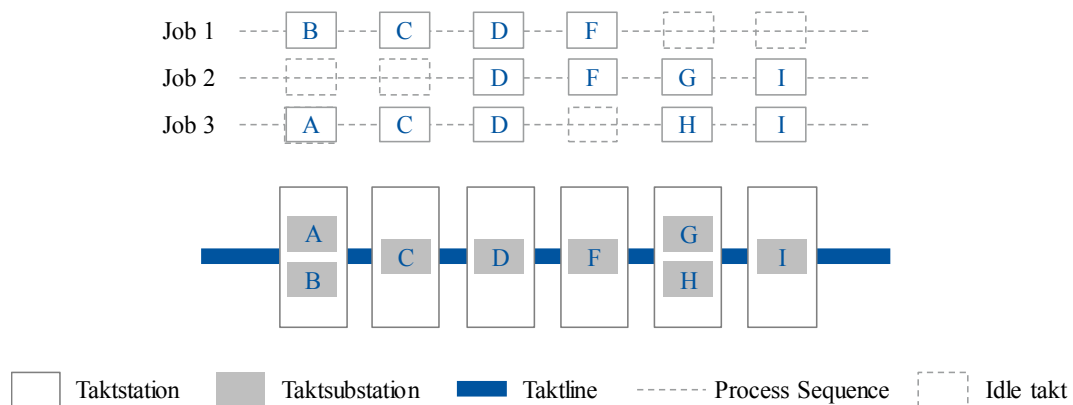 Job 1 B C D F
Job 2 D F G I
Job 3 A C D H I
A G
C D F I
B H
Taktstation Taktsubstation Taktline Process Sequence Idle takt